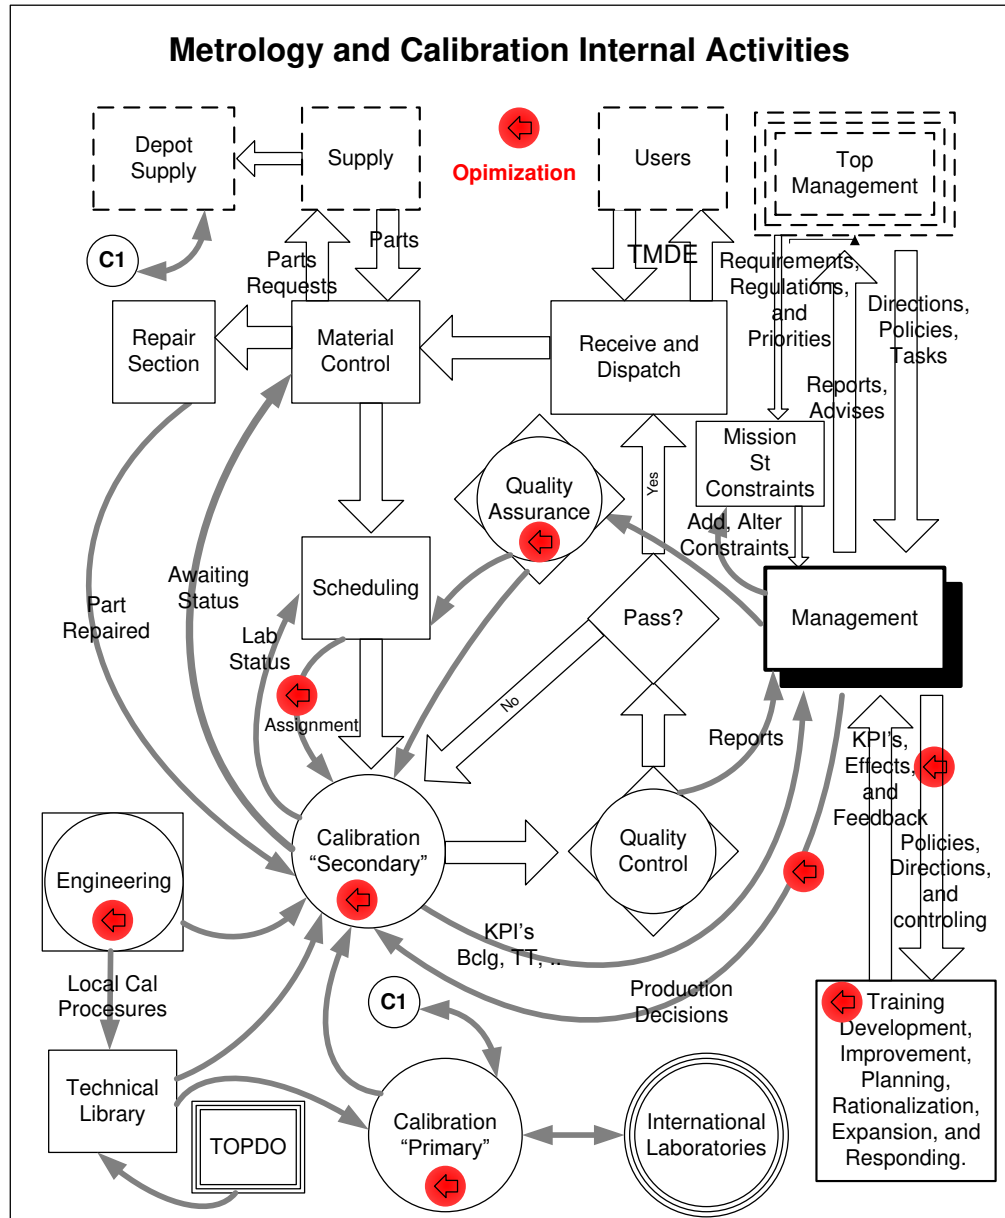 Metrology and Calibration Internal Activities
Depot
Supply
Supply
Opimization
Users
Top
Management
C1
Parts
Requests
Parts
TMDE
Requirements,
Regulations,
and
Priorities
Directions,
Policies,
Tasks
Repair
Section
Material
Control
Receive and
Dispatch
Reports,
Advises
Mission
St
Constraints
Quality
Assurance
Yes
Add, Alter
Constraints
Awaiting
Status
Scheduling
Pass?
Management
Part
Repaired
Lab
Status
Assignment
No
Reports
KPI's,
Effects,
and
Feedback
Calibration
“Secondary”
Quality
Control
Engineering
Policies,
Directions,
and
controling
KPI's
Bclg, TT, ..
Local Cal
Procesures
C1
Production
Decisions
Training
Development,
Improvement,
Planning,
Rationalization,
Expansion, and
Responding.
Technical
Library
TOPDO
Calibration
“Primary”
International
Laboratories